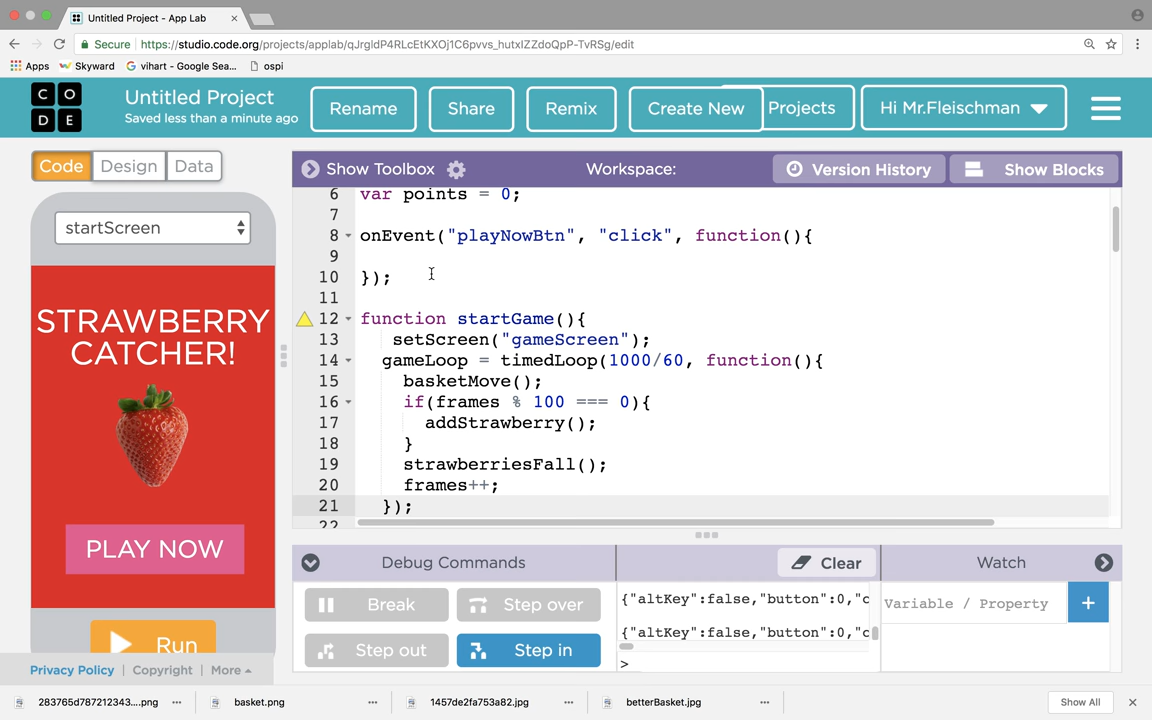 Untitled Project - App Lab
Secure https://studio.code.org/projects/applab/qJrgldP4RLcEtKXOj1C6pvvs_hutxIZZdoQpP-TvRSg/edit
Apps Skyward vihart - Google Sea... ospi
CODE
Untitled Project
Saved less than a minute ago
Rename Share Remix Create New Projects Hi Mr.Fleischman
Code Design Data
startScreen
STRAWBERRY
CATCHER!
PLAY NOW
Run
Show Toolbox Workspace: Version History Show Blocks
6 var points = 0;
7
8 onEvent("playNowBtn", "click", function(){
9
10 });
11
12 function startGame(){
13 setScreen("gameScreen");
14 gameLoop = timedLoop(1000/60, function(){
15 basketMove();
16 if(frames % 100 === 0){
17 addStrawberry();
18 }
19 strawberriesFall();
20 frames++;
21 });
22
Debug Commands Clear Watch
Break Step over
Step out Step in
{"altKey":false,"button":0,"c
{"altKey":false,"button":0,"c
>
Variable / Property +
Privacy Policy | Copyright | More
283765d787212343....png basket.png 1457de2fa753a82.jpg betterBasket.jpg Show All